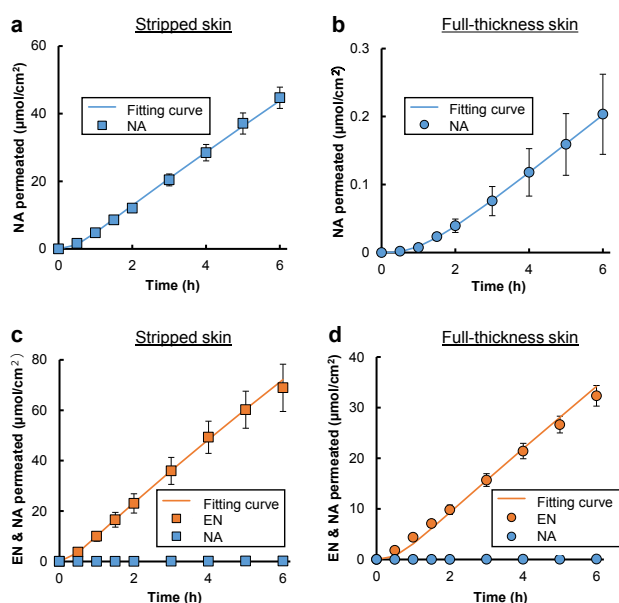 a
Stripped skin
NA permeated (μmol/cm²)
60
40
20
0
Fitting curve
NA
0
2
4
6
Time (h)
b
Full-thickness skin
NA permeated (μmol/cm²)
0.3
0.2
0.1
0
Fitting curve
NA
0
2
4
6
Time (h)
c
Stripped skin
EN & NA permeated (μmol/cm²)
80
60
40
20
0
Fitting curve
EN
NA
0
2
4
6
Time (h)
d
Full-thickness skin
EN & NA permeated (μmol/cm²)
40
30
20
10
0
Fitting curve
EN
NA
0
2
4
6
Time (h)